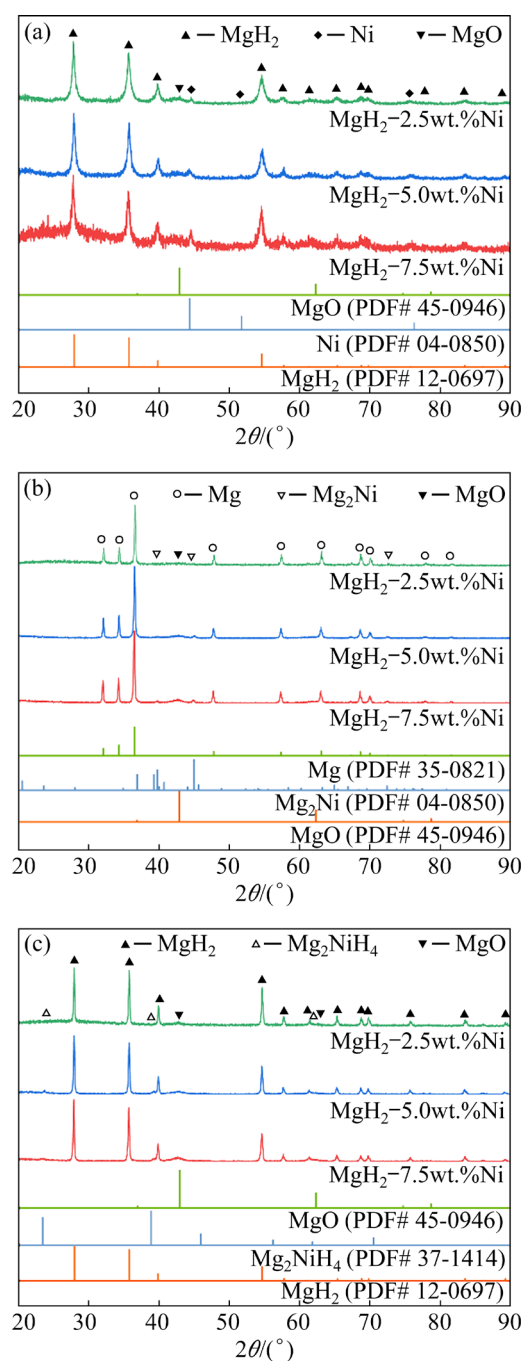 (a) ▲ — MgH₂ ◆ — Ni ▼ — MgO
MgH₂−2.5wt.%Ni
MgH₂−5.0wt.%Ni
MgH₂−7.5wt.%Ni
MgO (PDF# 45-0946)
Ni (PDF# 04-0850)
MgH₂ (PDF# 12-0697)
20 30 40 50 60 70 80 90
2θ/(°)
(b) ○ — Mg ▽ — Mg₂Ni ▼ — MgO
MgH₂−2.5wt.%Ni
MgH₂−5.0wt.%Ni
MgH₂−7.5wt.%Ni
Mg (PDF# 35-0821)
Mg₂Ni (PDF# 04-0850)
MgO (PDF# 45-0946)
20 30 40 50 60 70 80 90
2θ/(°)
(c) ▲ — MgH₂ △ — Mg₂NiH₄ ▼ — MgO
MgH₂−2.5wt.%Ni
MgH₂−5.0wt.%Ni
MgH₂−7.5wt.%Ni
MgO (PDF# 45-0946)
Mg₂NiH₄ (PDF# 37-1414)
MgH₂ (PDF# 12-0697)
20 30 40 50 60 70 80 90
2θ/(°)